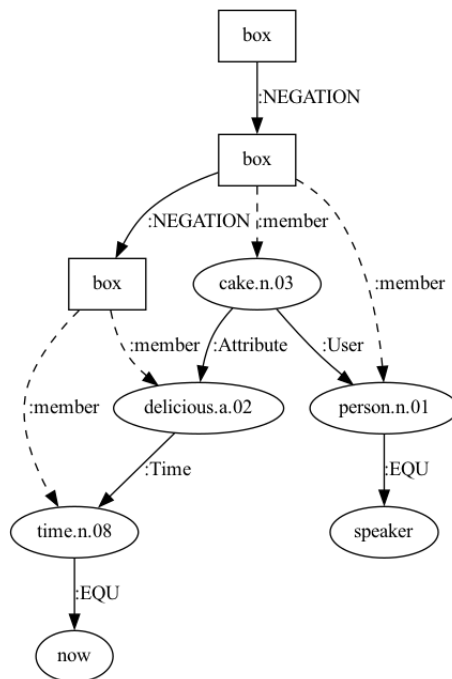 box
:NEGATION
box
:NEGATION
:member
box
cake.n.03
:member
:member
:Attribute
:User
:member
delicious.a.02
person.n.01
:Time
:EQU
time.n.08
speaker
:EQU
now